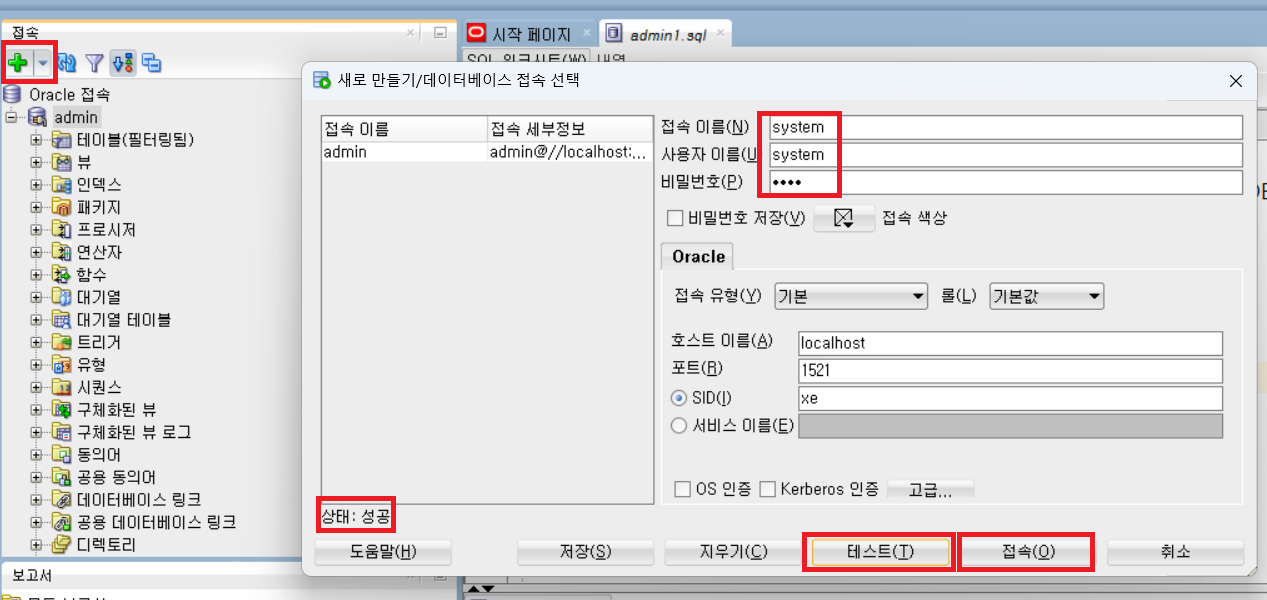 접속
시작 페이지
admin1.sql
Oracle 접속
admin
테이블(필터링됨)
뷰
인덱스
패키지
프로시저
연산자
함수
대기열
대기열 테이블
트리거
유형
시퀀스
구체화된 뷰
구체화된 뷰 로그
동의어
공용 동의어
데이터베이스 링크
공용 데이터베이스 링크
디렉토리
보고서
새로 만들기/데이터베이스 접속 선택
접속 이름 접속 세부정보
admin admin@//localhost:...
상태: 성공
접속 이름(N) system
사용자 이름(U system
비밀번호(P) ••••
비밀번호 저장(V) 접속 색상
Oracle
접속 유형(Y) 기본 롤(L) 기본값
호스트 이름(A) localhost
포트(R) 1521
SID(I) xe
서비스 이름(E)
OS 인증 Kerberos 인증 고급...
도움말(H) 저장(S) 지우기(C) 테스트(T) 접속(O) 취소